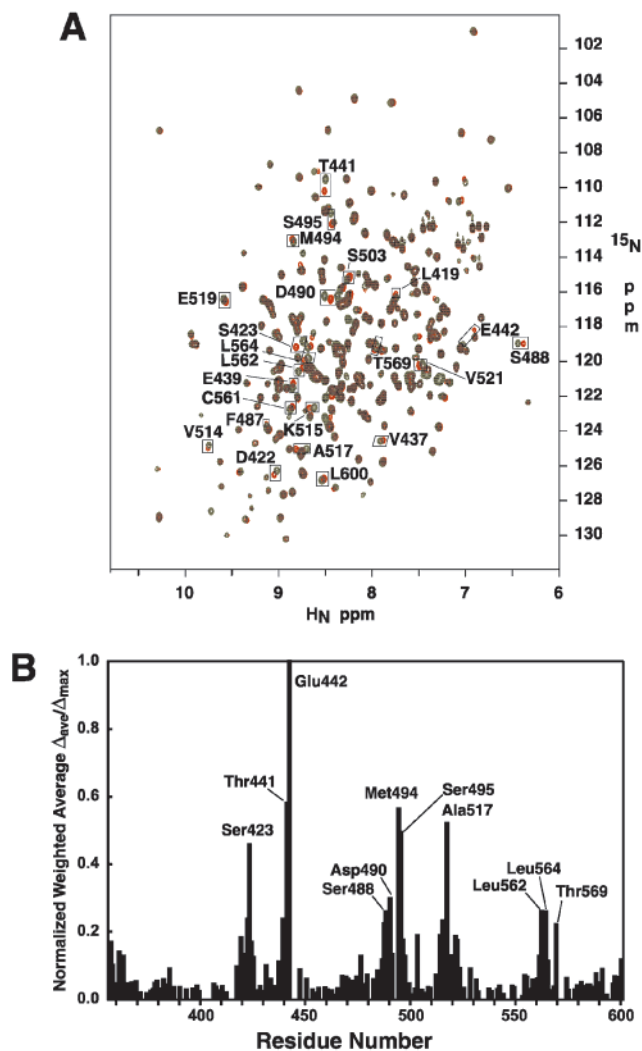 A
102
106
108
110
112
114
116
118
120
122
124
126
128
130
15N ppm
T441
S495
M494
S503
L419
D490
E519
E442
S423
S488
L564
T569
L562
V521
E439
C561
F487
K515
V514
V437
A517
D422
L600
10 9 8 7 6
HN ppm
B
Normalized Weighted Average Δave/Δmax
1.0
0.8
0.6
0.4
0.2
0.0
Glu442
Thr441
Met494
Ser495
Ser423
Ala517
Asp490
Leu564
Ser488
Leu562
Thr569
400 450 500 550 600
Residue Number